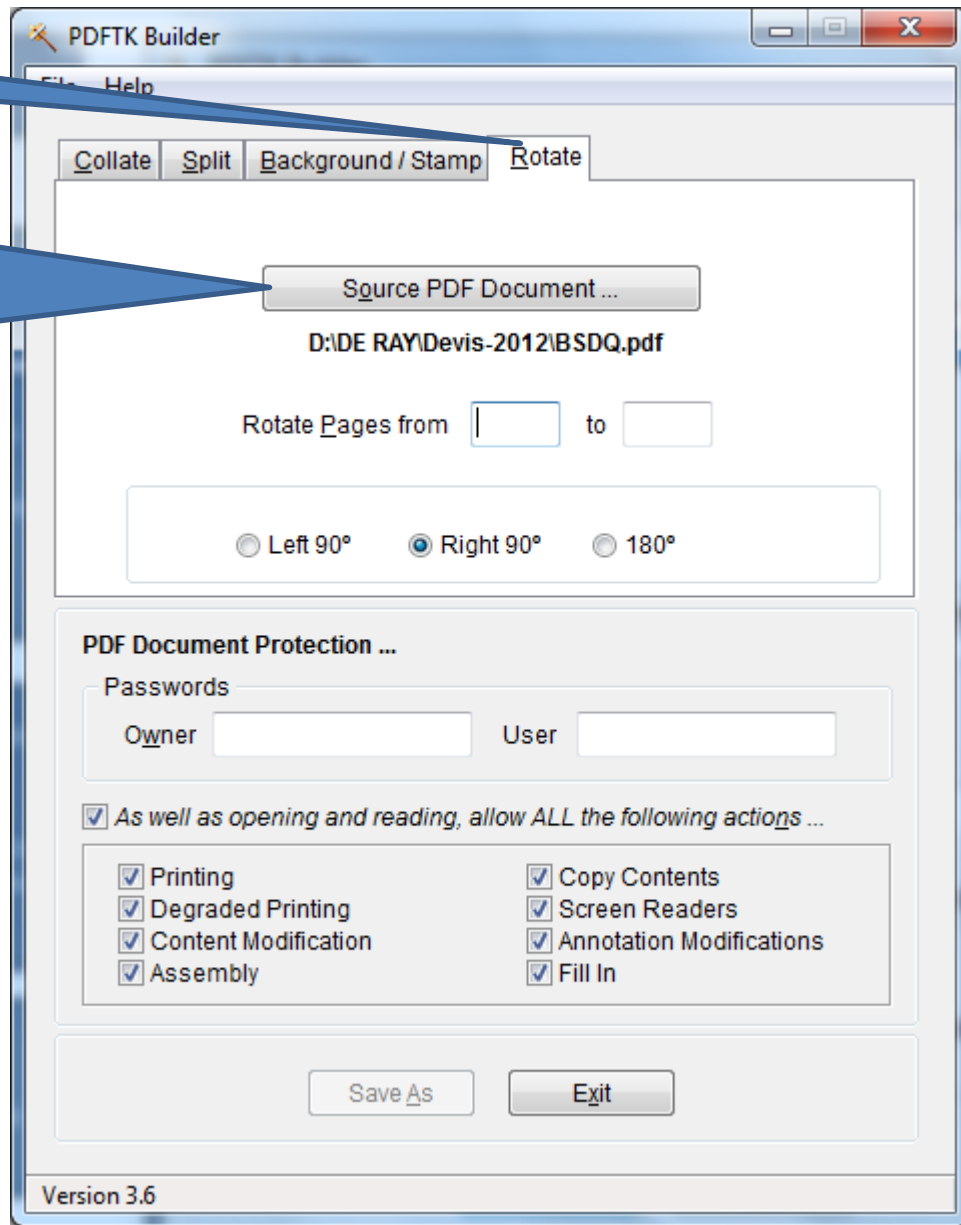 PDFTK Builder
File Help
Collate Split Background / Stamp Rotate
Source PDF Document ...
D:\DE RAY\Devis-2012\BSDQ.pdf
Rotate Pages from to
Left 90° Right 90° 180°
PDF Document Protection ...
Passwords
Owner User
As well as opening and reading, allow ALL the following actions ...
Printing Copy Contents
Degraded Printing Screen Readers
Content Modification Annotation Modifications
Assembly Fill In
Save As Exit
Version 3.6